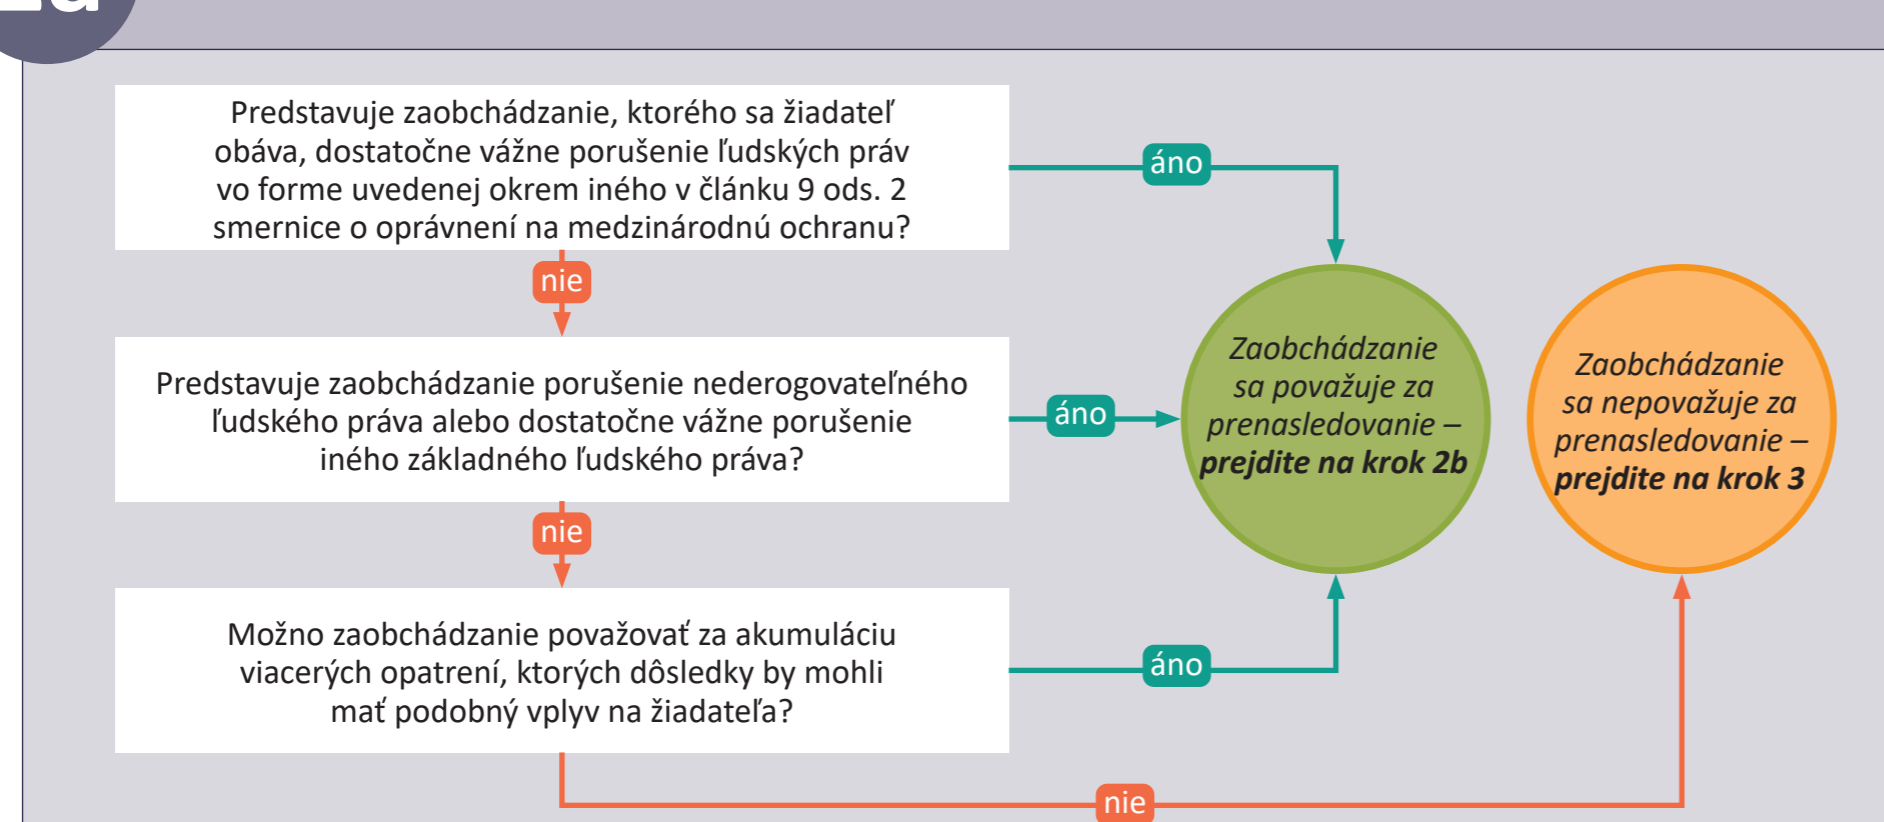 Predstavuje zaobchádzanie, ktorého sa žiadateľ
obáva, dostatočne vážne porušenie ľudských práv
vo forme uvedenej okrem iného v článku 9 ods. 2
smernice o oprávnení na medzinárodnú ochranu?
áno
nie
Predstavuje zaobchádzanie porušenie nederogovateľného
ľudského práva alebo dostatočne vážne porušenie
iného základného ľudského práva?
áno
Zaobchádzanie
sa považuje za
prenasledovanie –
prejdite na krok 2b
Zaobchádzanie
sa nepovažuje za
prenasledovanie –
prejdite na krok 3
nie
Možno zaobchádzanie považovať za akumuláciu
viacerých opatrení, ktorých dôsledky by mohli
mať podobný vplyv na žiadateľa?
áno
nie